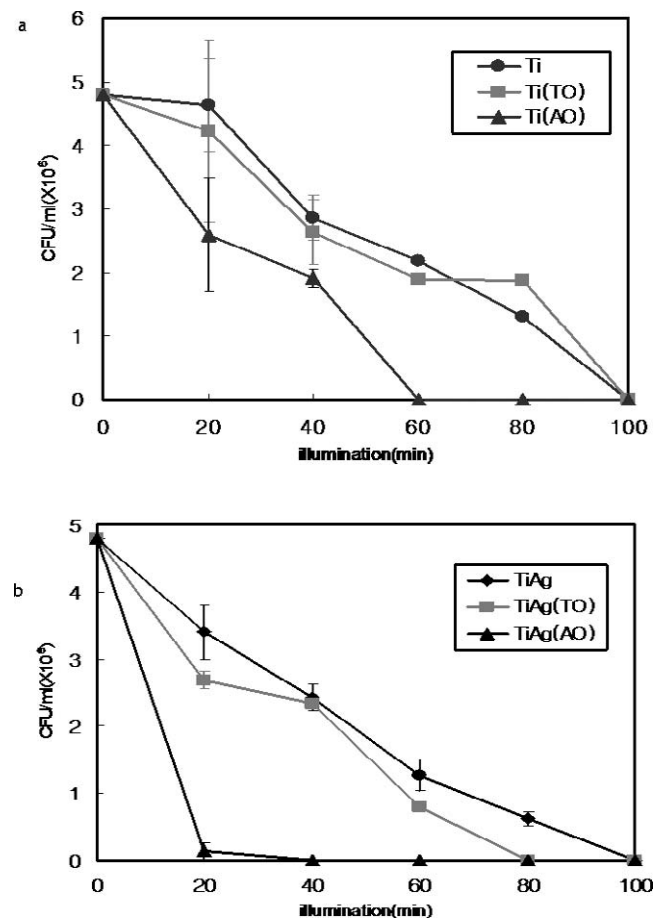 a
6
5
4
3
2
1
0
CFU/ml(X10⁶)
Ti
Ti(TO)
Ti(AO)
0 20 40 60 80 100
illumination(min)
b
5
4
3
2
1
0
CFU/ml(X10⁶)
TiAg
TiAg(TO)
TiAg(AO)
0 20 40 60 80 100
illumination(min)